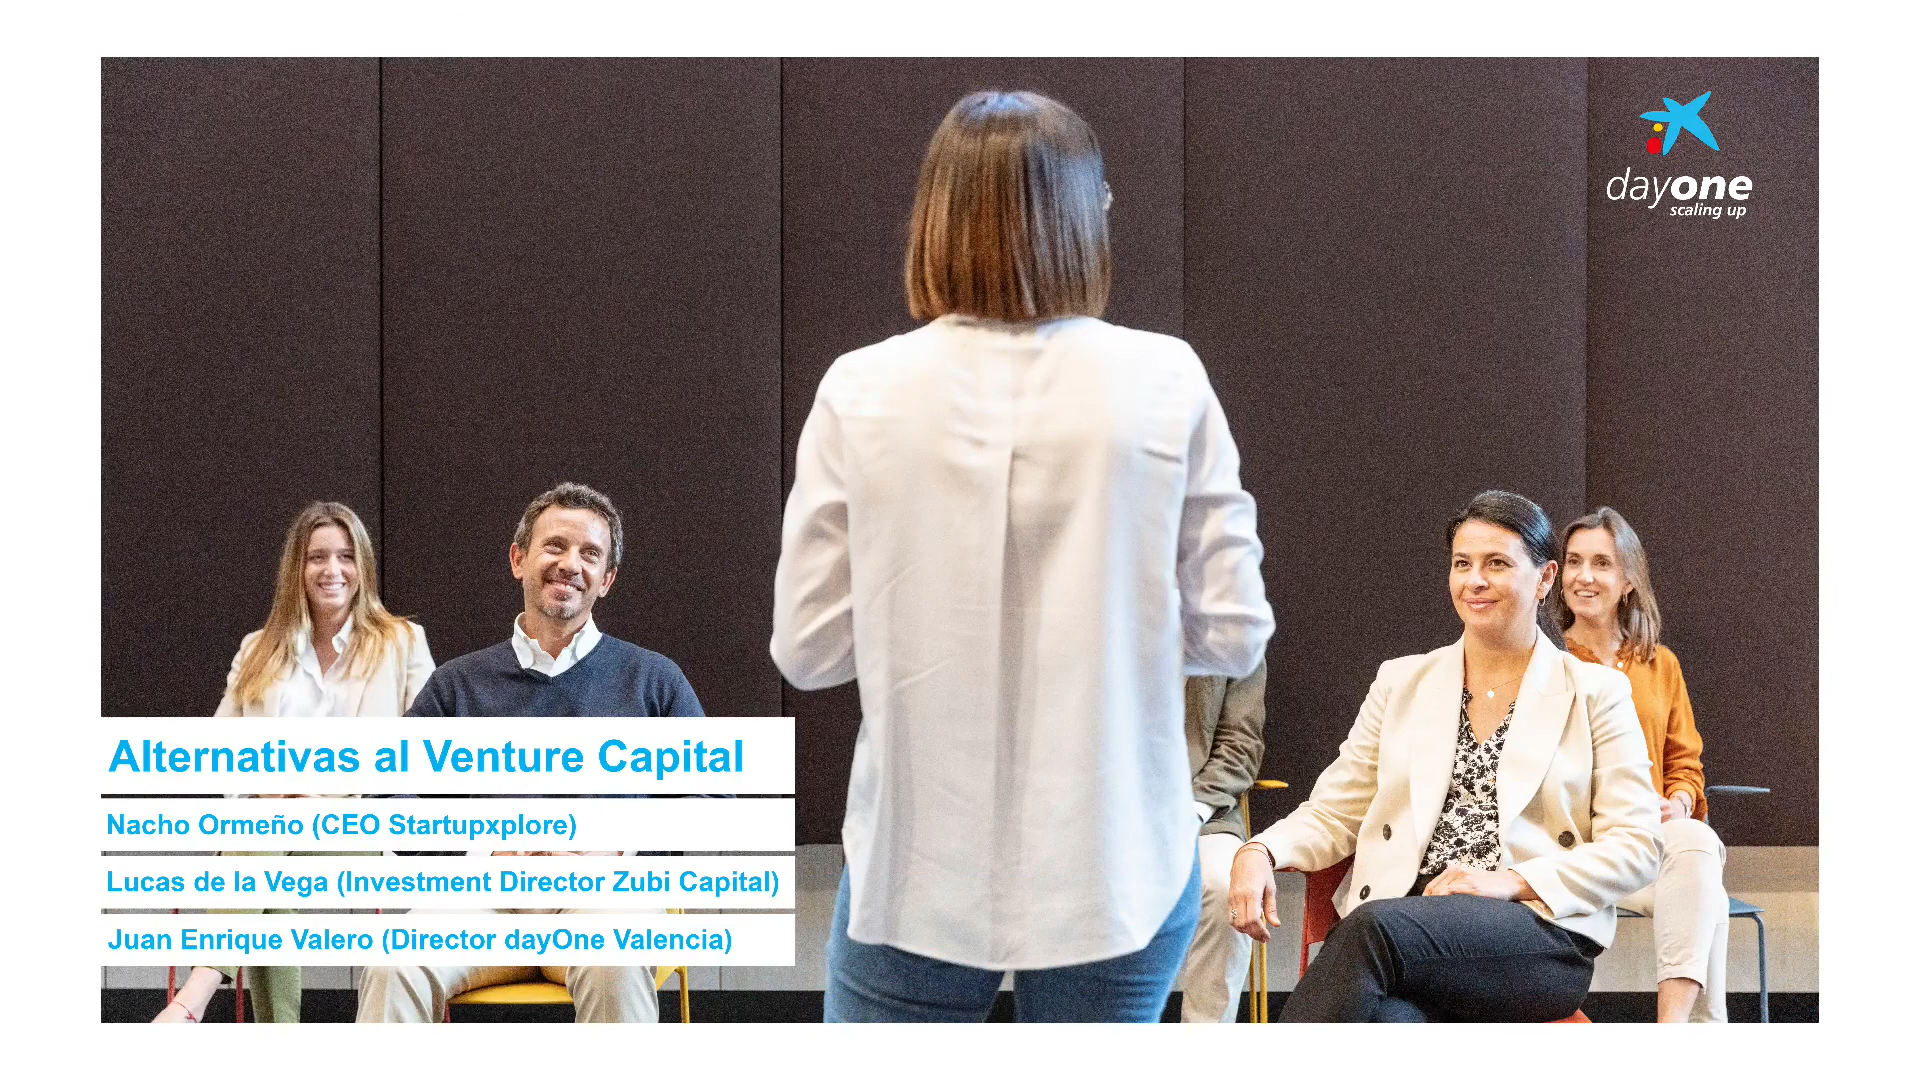 dayone
scaling up
Alternativas al Venture Capital
Nacho Ormeño (CEO Startupxplore)
Lucas de la Vega (Investment Director Zubi Capital)
Juan Enrique Valero (Director dayOne Valencia)